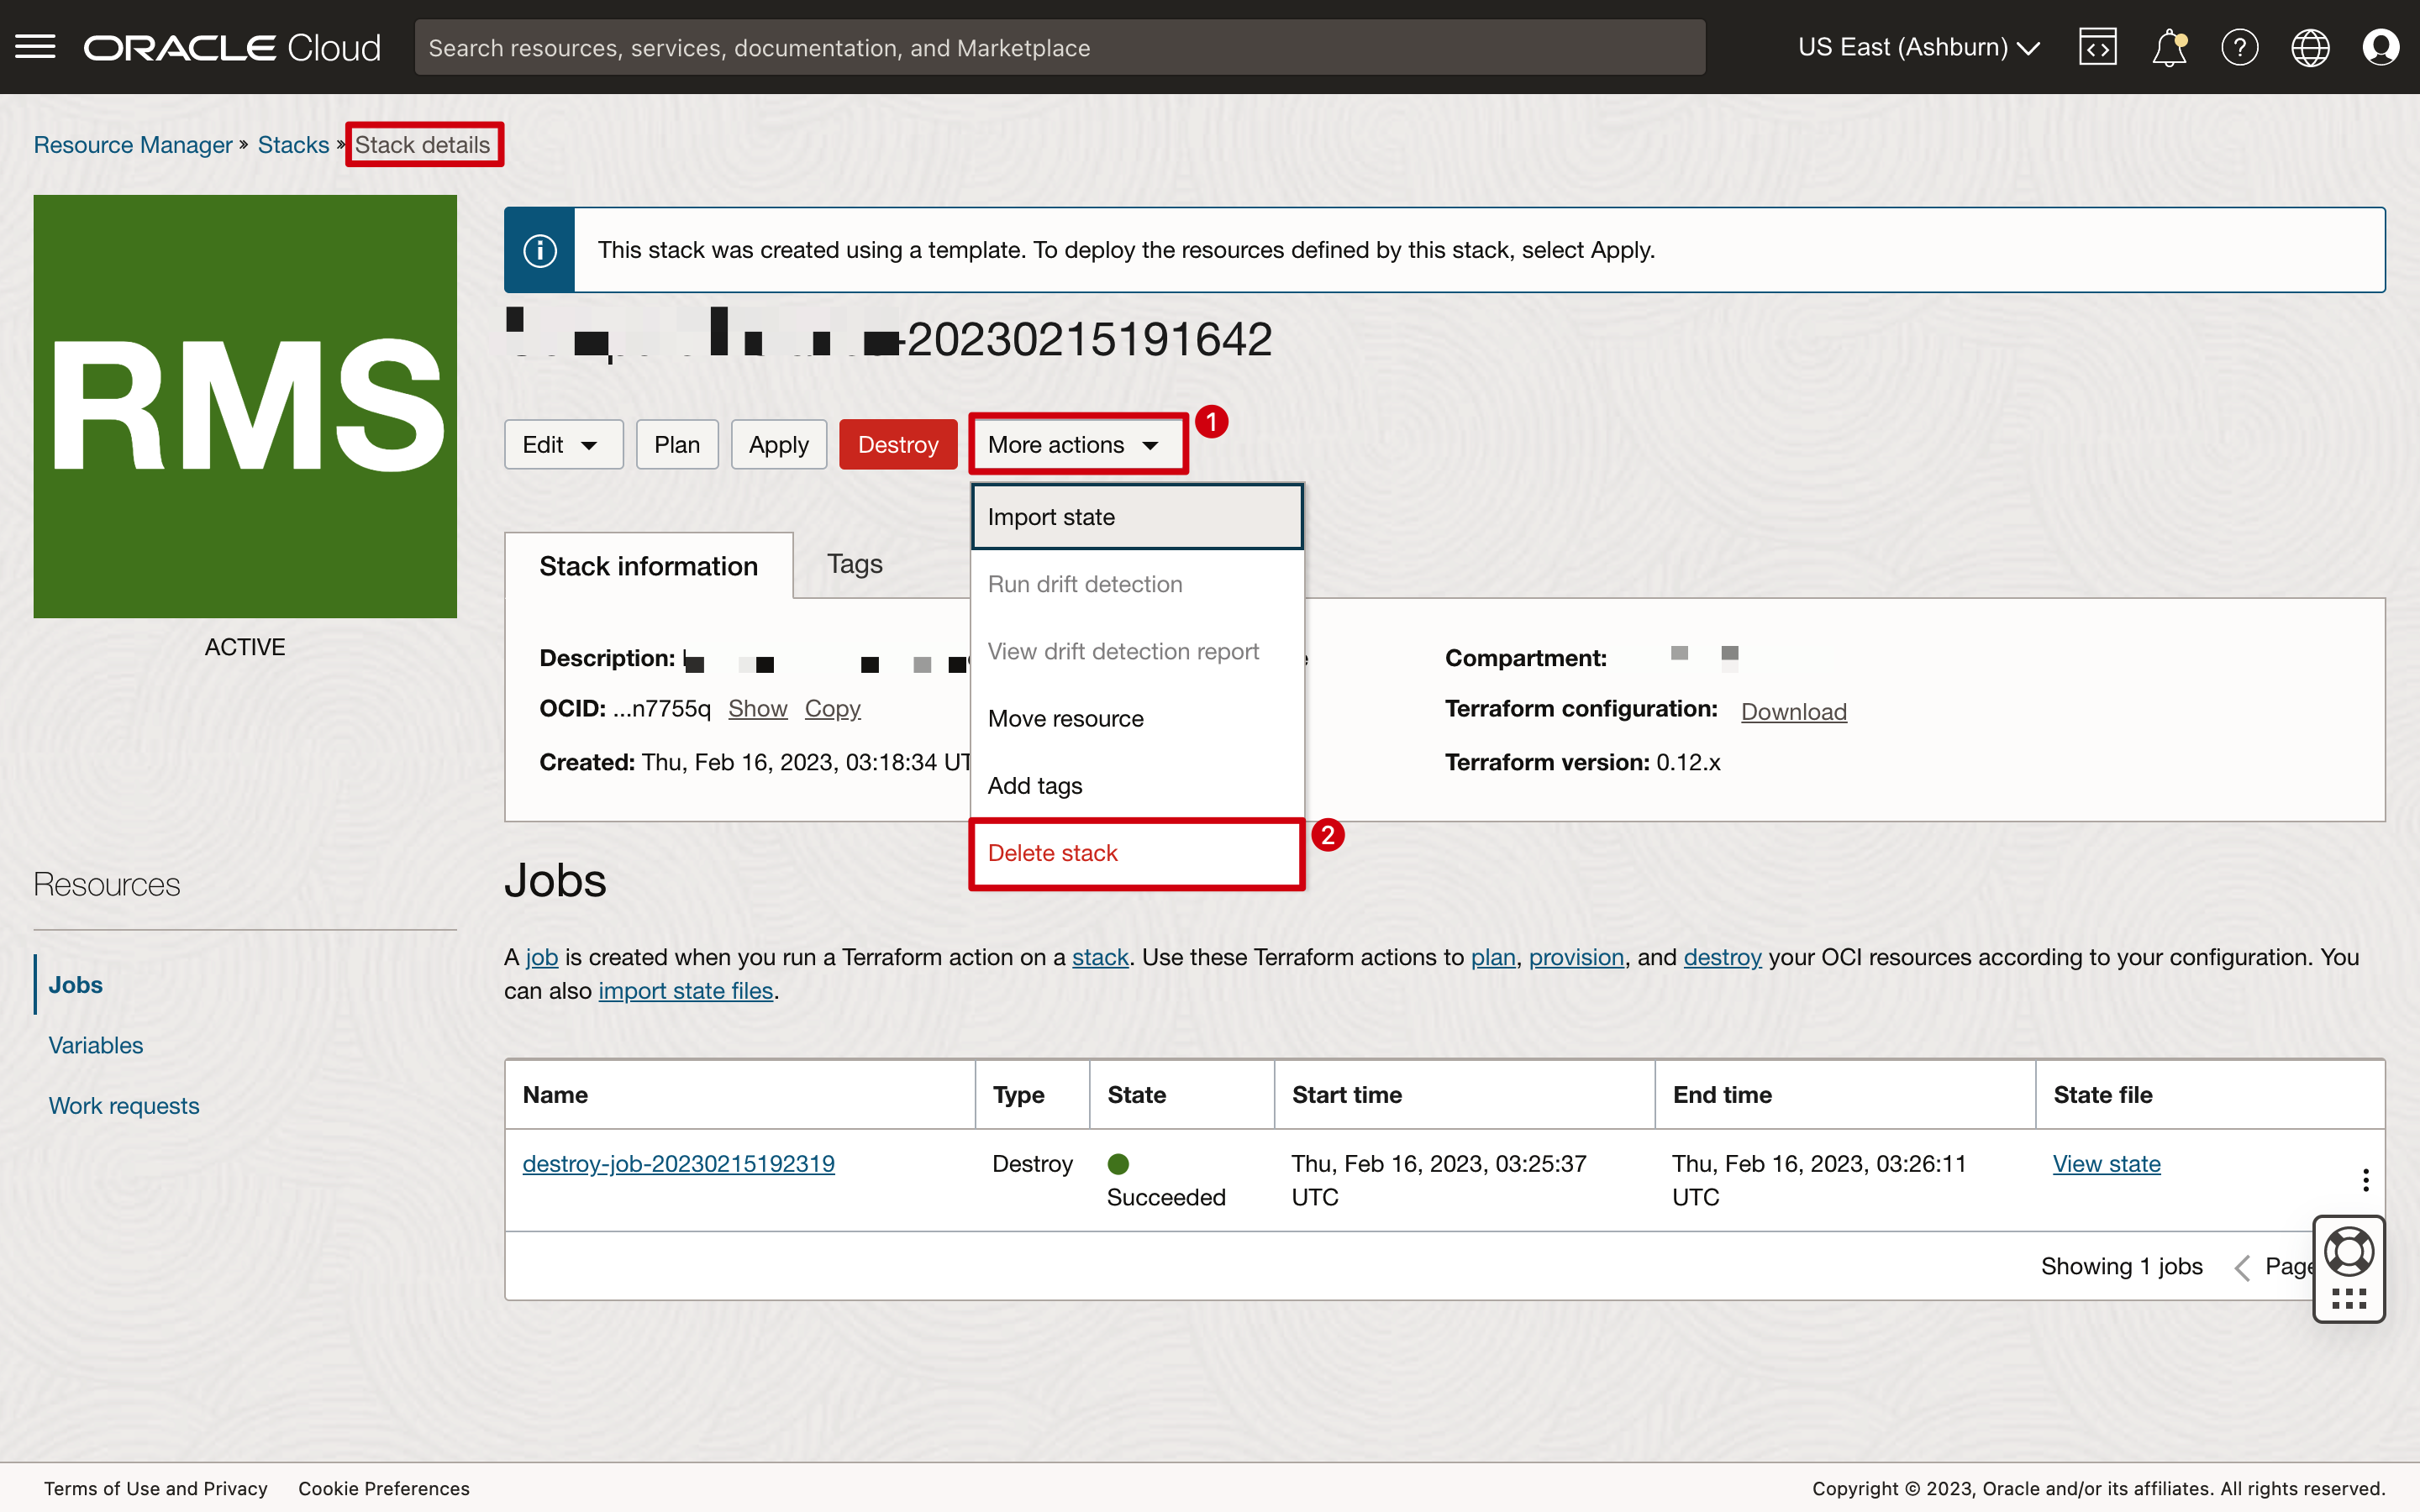 ORACLE Cloud
Search resources, services, documentation, and Marketplace
US East (Ashburn)
Resource Manager » Stacks » Stack details
RMS
ACTIVE
This stack was created using a template. To deploy the resources defined by this stack, select Apply.
-20230215191642
Edit Plan Apply Destroy More actions 1
Import state
Run drift detection
View drift detection report
Move resource
Add tags
Delete stack 2
Stack information Tags
Description:
OCID: ...n7755q Show Copy
Created: Thu, Feb 16, 2023, 03:18:34
Compartment:
Terraform configuration: Download
Terraform version: 0.12.x
Resources
Jobs
Variables
Work requests
Jobs
A job is created when you run a Terraform action on a stack. Use these Terraform actions to plan, provision, and destroy your OCI resources according to your configuration. You
can also import state files.
Name Type State Start time End time State file
destroy-job-20230215192319 Destroy Succeeded Thu, Feb 16, 2023, 03:25:37 UTC Thu, Feb 16, 2023, 03:26:11 UTC View state
Showing 1 jobs Page
Terms of Use and Privacy Cookie Preferences
Copyright © 2023, Oracle and/or its affiliates. All rights reserved.